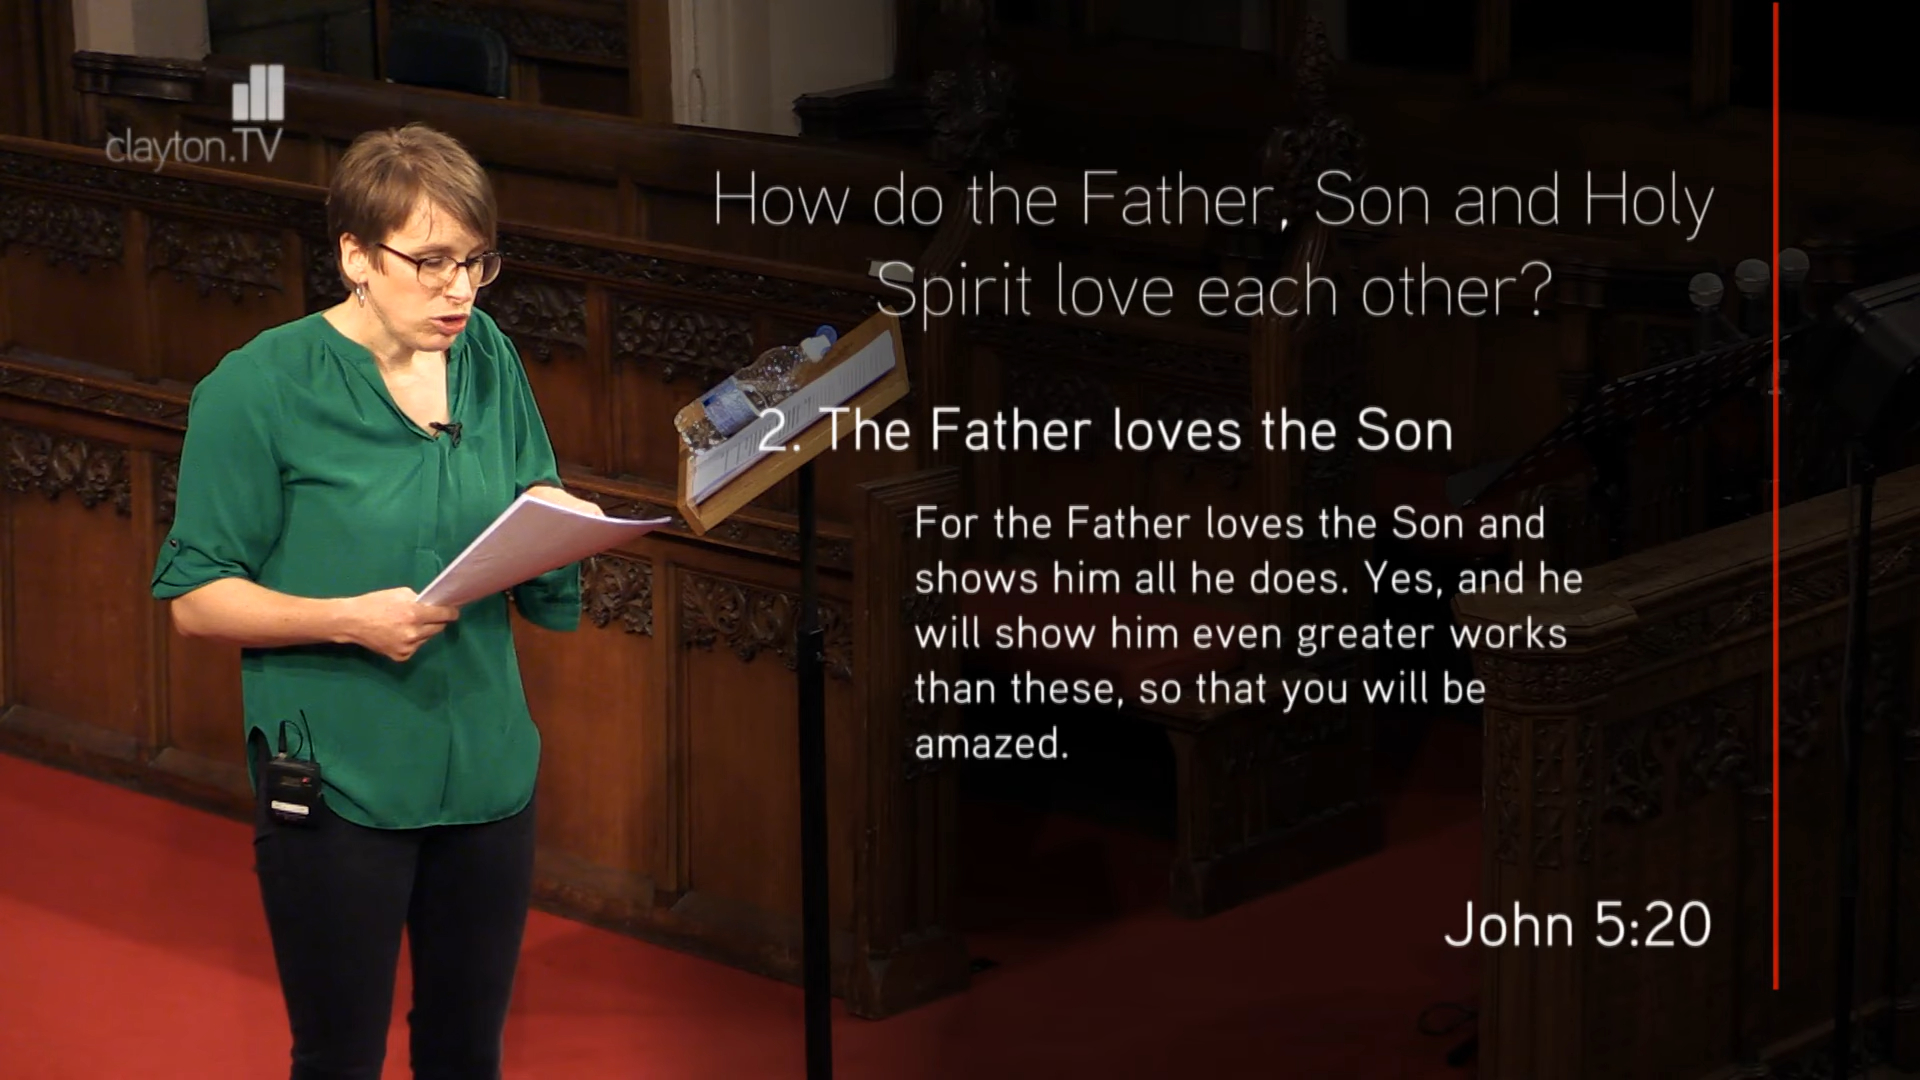 clayton.TV
How do the Father, Son and Holy
Spirit love each other?
2. The Father loves the Son
For the Father loves the Son and
shows him all he does. Yes, and he
will show him even greater works
than these, so that you will be
amazed.
John 5:20